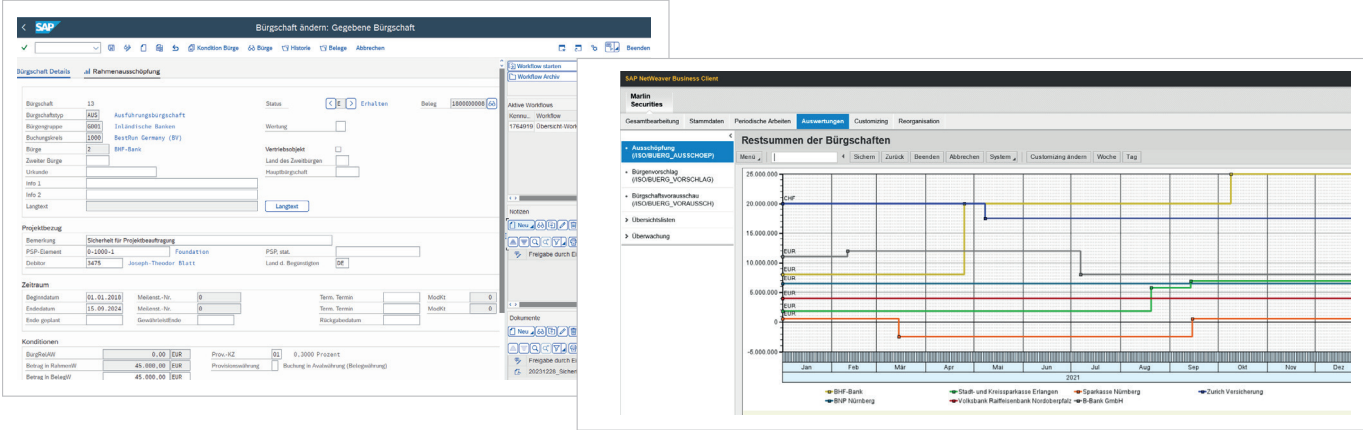 SAP
Bürgschaft ändern: Gegebene Bürgschaft
Kondition Bürge Bürge Historie Belege Abbrechen Beenden
Bürgschaft Details Rahmenausschöpfung
Bürgschaft 13 Status E Erhalten Beleg
Bürgschaftstyp AUS Ausführungsbürgschaft
Bürgengruppe G001 Inländische Banken Wertung
Buchungskreis 1000 BestRun Germany (BV)
Bürge 2 BHF-Bank Vertriebsobjekt
Zweiter Bürge Land des Zweitbürgen
Urkunde Hauptbürgschaft
Info 1
Info 2
Langtext Langtext
Projektbezug
Bemerkung Sicherheit für Projektbeauftragung
PSP-Element 0-1000-1 Foundation PSP, stat.
Debitor 3475 Joseph-Theodor Blatt Land d. Begünstigten DE
Zeitraum
Beginndatum 01.01.2018 Meilenst.-Nr. 0 Term. Termin ModKt 0
Endedatum 15.09.2024 Meilenst.-Nr. 0 Term. Termin ModKt 0
Ende geplant GewährleistEnde Rückgabedatum
Konditionen
BürgRelAW 0.00 EUR Prov.-KZ 01 0,3000 Prozent
Betrag in RahmenW 45.000,00 EUR Provisionswährung Buchung in Avalwährung (Belegwährung)
Betrag in BelegW 45.000,00 EUR
Workflow starten
Workflow Archiv
Aktive Workflows
Kennu... Workflow
1764919 Übersicht-Work
Notizen
Neu
Freigabe durch Ei
Dokumente
Neu
Freigabe durch Ei
20231228_Sicher
SAP NetWeaver Business Client
Marlin
Securities
Gesamtbearbeitung Stammdaten Periodische Arbeiten Auswertungen Customizing Reorganisation
Ausschöpfung
(/ISO/BUERG_AUSSCHOEP)
Bürgenvorschlag
(/ISO/BUERG_VORSCHLAG)
Bürgschaftsvorausschau
(/ISO/BUERG_VORAUSSCH)
Übersichtslisten
Überwachung
Restsummen der Bürgschaften
Menü Sichern Zurück Beenden Abbrechen System Customizing ändern Woche Tag
25.000.000
CHF
20.000.000
15.000.000
EUR
10.000.000
EUR
EUR
5.000.000
EUR
EUR
EUR
0
-5.000.000
Jan Feb Mär Apr Mai Jun Jul Aug Sep Okt Nov Dez
2021
BHF-Bank Stadt- und Kreissparkasse Erlangen Sparkasse Nürnberg Zurich Versicherung
BNP Nürnberg Volksbank Raiffeisenbank Nordoberpfalz B-Bank GmbH